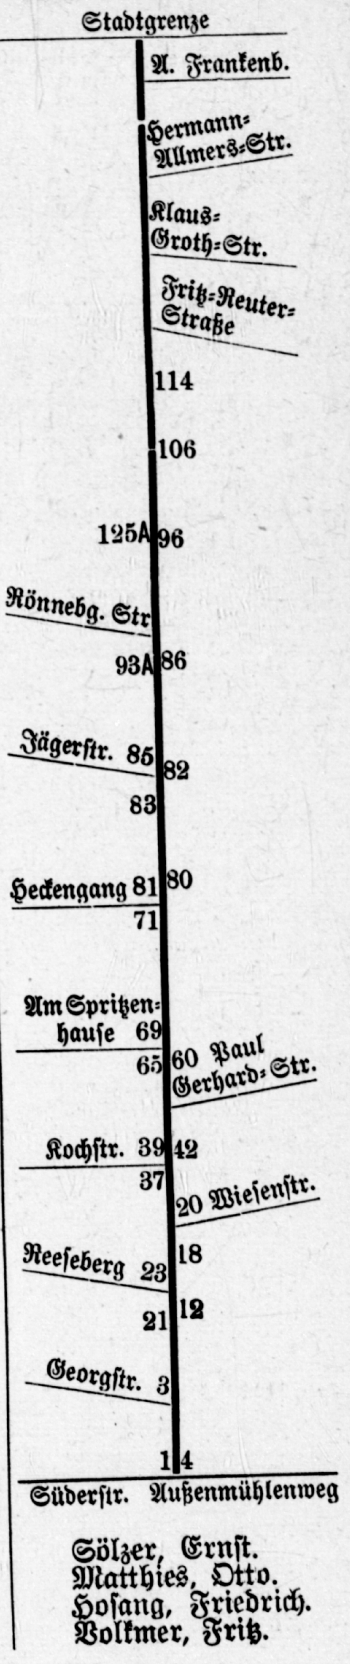 Stadtgrenze
A. Frankenb.
Hermann-
Allmers-Str.
Klaus-
Groth-Str.
Fritz-Reuter-
Straße
114
106
125A 96
Rönnebg. Str
93A 86
Jägerstr. 85
82
83
Heckengang 81 80
71
Am Spritzen-
hause 69
65 60 Paul
Gerhard-Str.
Kochstr. 39 42
37
20 Wiesenstr.
18
Reeseberg 23
12
21
Georgstr. 3
1 4
Süderstr. Außenmühlenweg
Sölzer, Ernst.
Matthies, Otto.
Hosang, Friedrich.
Volkmer, Fritz.